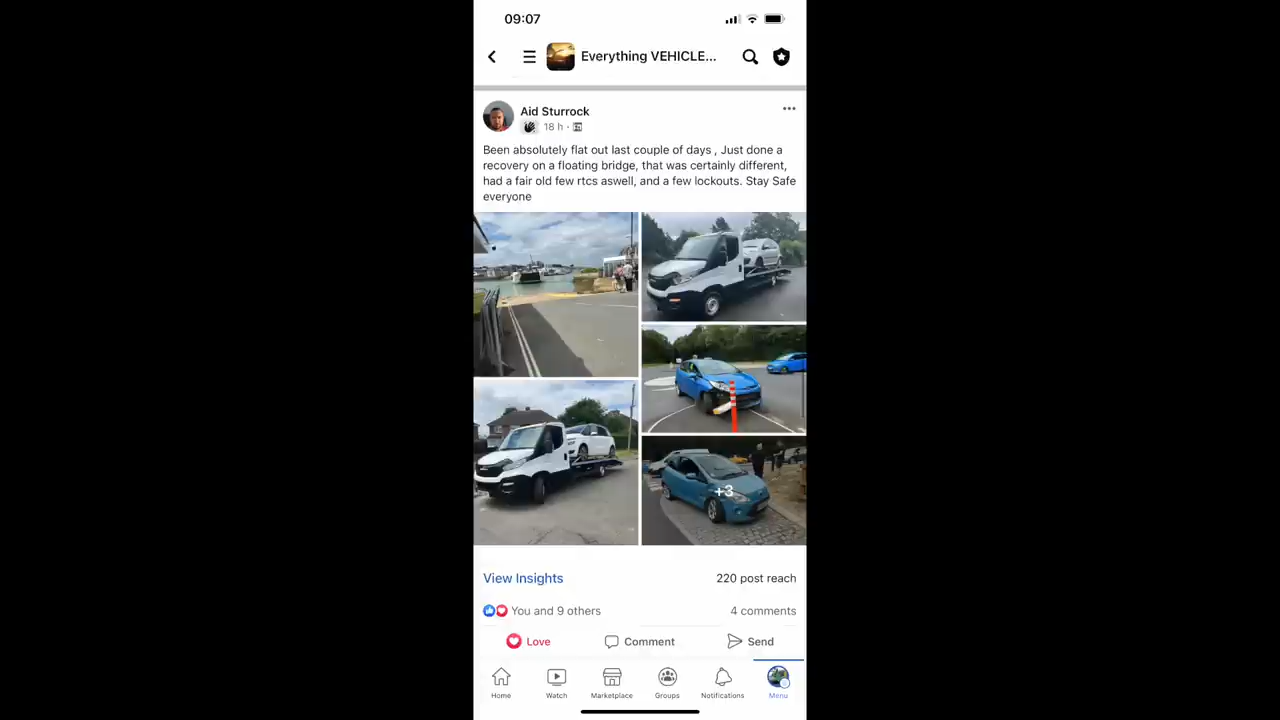 09:07
Everything VEHICLE...
Aid Sturrock
18 h ·
Been absolutely flat out last couple of days , Just done a
recovery on a floating bridge, that was certainly different,
had a fair old few rtcs aswell, and a few lockouts. Stay Safe
everyone
+3
View Insights
220 post reach
You and 9 others
4 comments
Love
Comment
Send
Home
Watch
Marketplace
Groups
Notifications
Menu